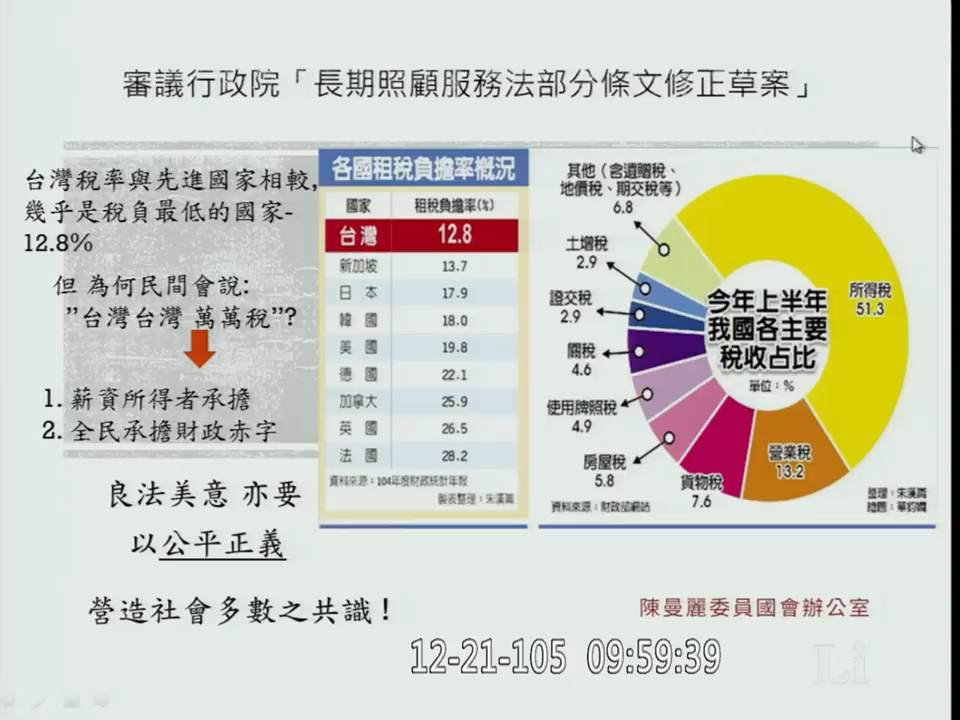 審議行政院「長期照顧服務法部分條文修正草案」
台灣稅率與先進國家相較,
幾乎是稅負最低的國家-
12.8%
但 為何民間會說:
"台灣台灣 萬萬稅"?
1. 薪資所得者承擔
2. 全民承擔財政赤字
良法美意 亦要
以公平正義
營造社會多數之共識！
各國租稅負擔率概況
國家 租稅負擔率(%)
台灣 12.8
新加坡 13.7
日本 17.9
韓國 18.0
美國 19.8
德國 22.1
加拿大 25.9
英國 26.5
法國 28.2
資料來源：104年度財政統計年報
製表整理：朱漢崙
其他（含遺贈稅、
地價稅、期交稅等）
6.8
土增稅
2.9
證交稅
2.9
關稅
4.6
使用牌照稅
4.9
房屋稅
5.8
貨物稅
7.6
營業稅
13.2
所得稅
51.3
今年上半年
我國各主要
稅收占比
單位：%
資料來源：財政部網站
整理：朱漢崙
陳曼麗委員國會辦公室
12-21-105 09:59:39
Li